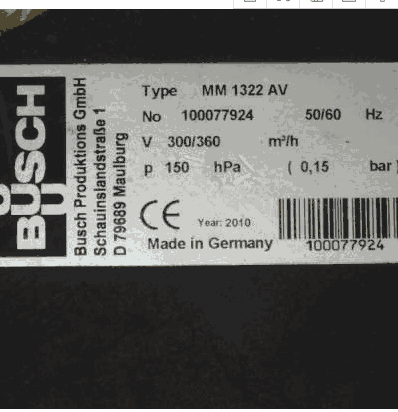 BUSCH
Busch Produktions GmbH
Schauinslandstraße 1
D 79689 Maulburg
Type MM 1322 AV
No 100077924 50/60 Hz
V 300/360 m³/h
p 150 hPa ( 0,15 bar )
CE Year: 2010
Made in Germany
100077924